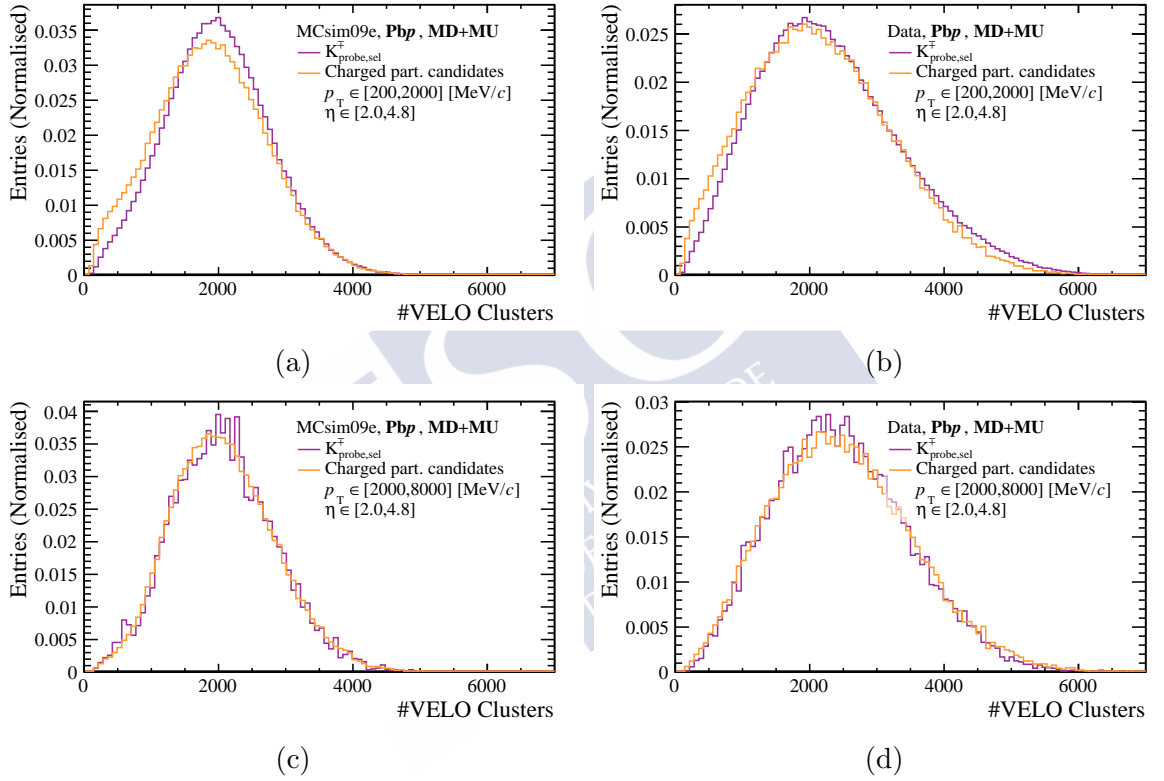 Entries (Normalised)
0.035
0.03
0.025
0.02
0.015
0.01
0.005
0
MCsim09e, Pbp , MD+MU
K∓probe,sel
Charged part. candidates
pT ∈ [200,2000] [MeV/c]
η ∈ [2.0,4.8]
0 2000 4000 6000
#VELO Clusters
(a)
Entries (Normalised)
0.03
0.025
0.02
0.015
0.01
0.005
0
Data, Pbp , MD+MU
K∓probe,sel
Charged part. candidates
pT ∈ [200,2000] [MeV/c]
η ∈ [2.0,4.8]
0 2000 4000 6000
#VELO Clusters
(b)
Entries (Normalised)
0.04
0.035
0.03
0.025
0.02
0.015
0.01
0.005
0
MCsim09e, Pbp , MD+MU
K∓probe,sel
Charged part. candidates
pT ∈ [2000,8000] [MeV/c]
η ∈ [2.0,4.8]
0 2000 4000 6000
#VELO Clusters
(c)
Entries (Normalised)
0.03
0.025
0.02
0.015
0.01
0.005
0
Data, Pbp , MD+MU
K∓probe,sel
Charged part. candidates
pT ∈ [2000,8000] [MeV/c]
η ∈ [2.0,4.8]
0 2000 4000 6000
#VELO Clusters
(d)